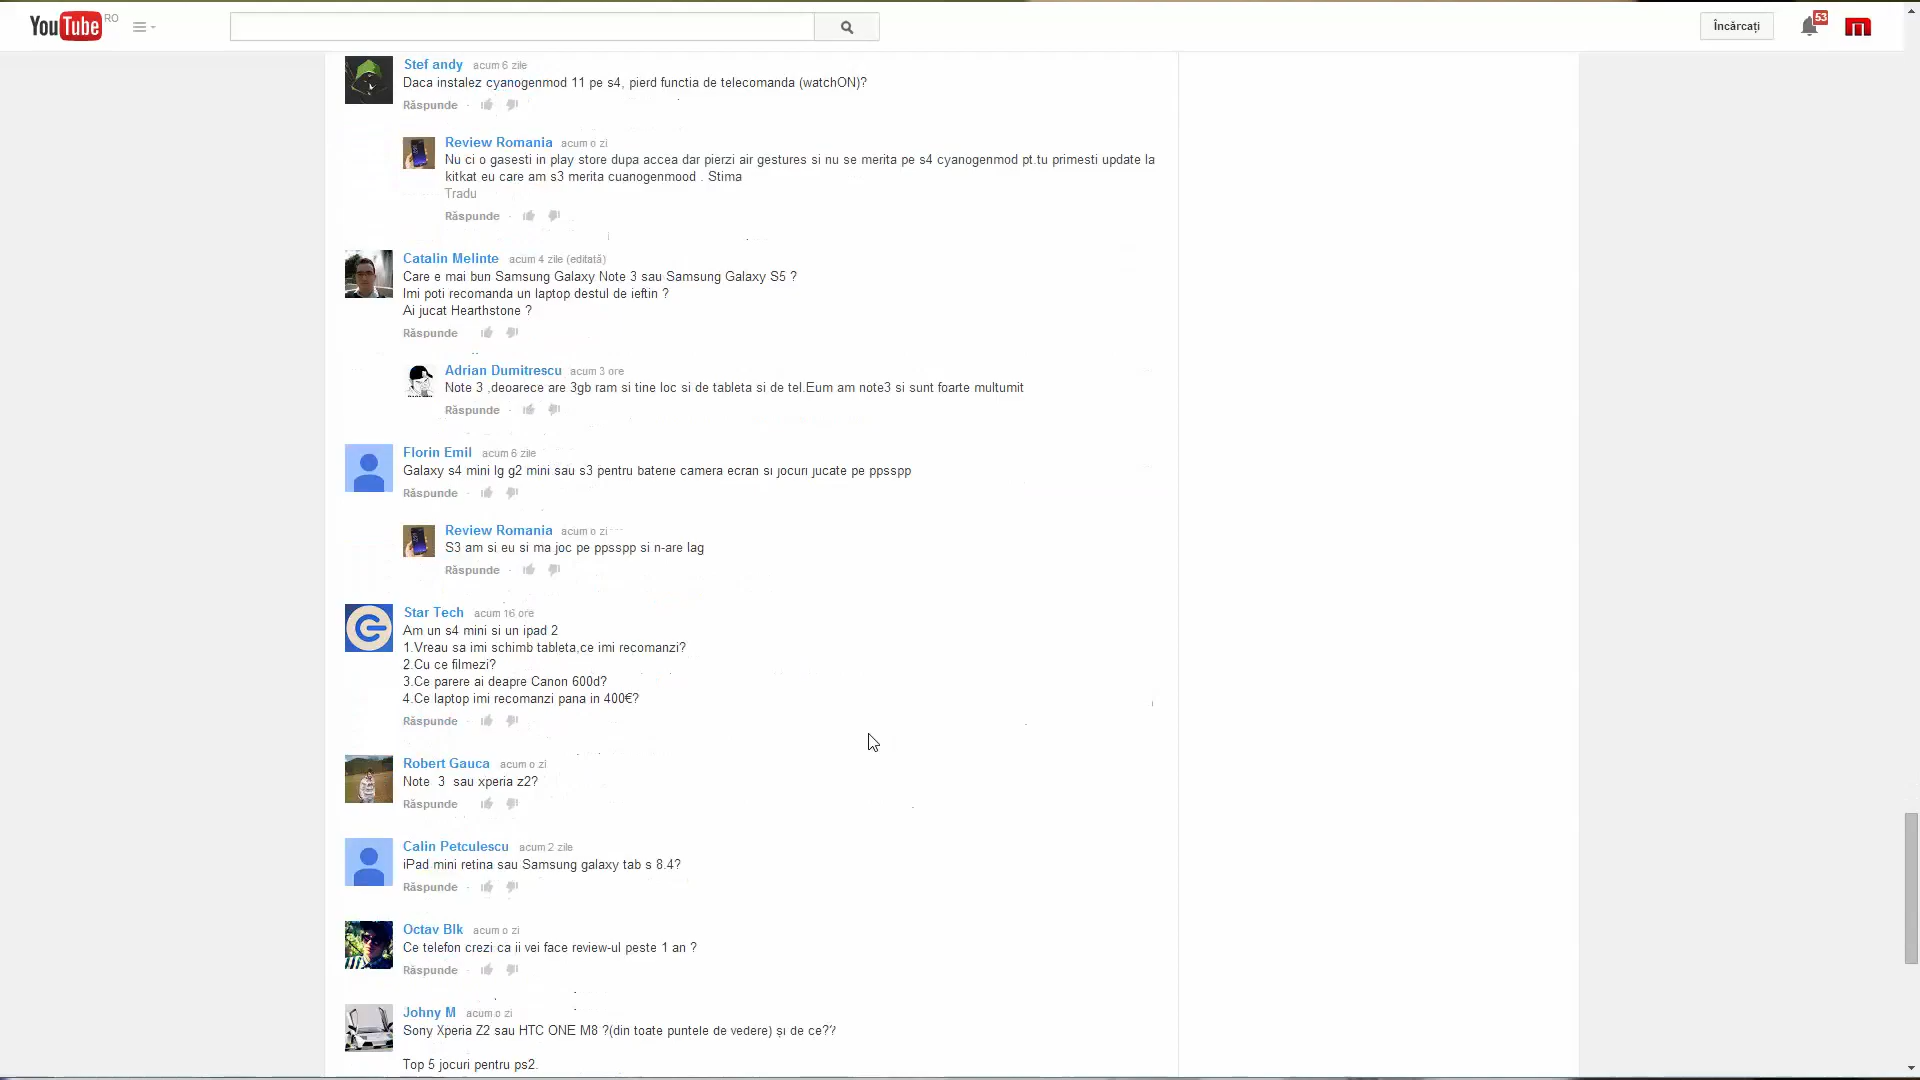 YouTube RO
Încărcați
53
Stef andy acum 6 zile
Daca instalez cyanogenmod 11 pe s4, pierd functia de telecomanda (watchON)?
Răspunde
Review Romania acum o zi
Nu ci o gasesti in play store dupa accea dar pierzi air gestures si nu se merita pe s4 cyanogenmod pt.tu primesti update la
kitkat eu care am s3 merita cuanogenmood . Stima
Tradu
Răspunde
Catalin Melinte acum 4 zile (editată)
Care e mai bun Samsung Galaxy Note 3 sau Samsung Galaxy S5 ?
Imi poti recomanda un laptop destul de ieftin ?
Ai jucat Hearthstone ?
Răspunde
Adrian Dumitrescu acum 3 ore
Note 3 ,deoarece are 3gb ram si tine loc si de tableta si de tel.Eum am note3 si sunt foarte multumit
Răspunde
Florin Emil acum 6 zile
Galaxy s4 mini lg g2 mini sau s3 pentru baterie camera ecran si jocuri jucate pe ppsspp
Răspunde
Review Romania acum o zi
S3 am si eu si ma joc pe ppsspp si n-are lag
Răspunde
Star Tech acum 16 ore
Am un s4 mini si un ipad 2
1.Vreau sa imi schimb tableta,ce imi recomanzi?
2.Cu ce filmezi?
3.Ce parere ai deapre Canon 600d?
4.Ce laptop imi recomanzi pana in 400€?
Răspunde
Robert Gauca acum o zi
Note 3 sau xperia z2?
Răspunde
Calin Petculescu acum 2 zile
iPad mini retina sau Samsung galaxy tab s 8.4?
Răspunde
Octav Blk acum o zi
Ce telefon crezi ca ii vei face review-ul peste 1 an ?
Răspunde
Johny M acum o zi
Sony Xperia Z2 sau HTC ONE M8 ?(din toate puntele de vedere) și de ce??
Top 5 jocuri pentru ps2.